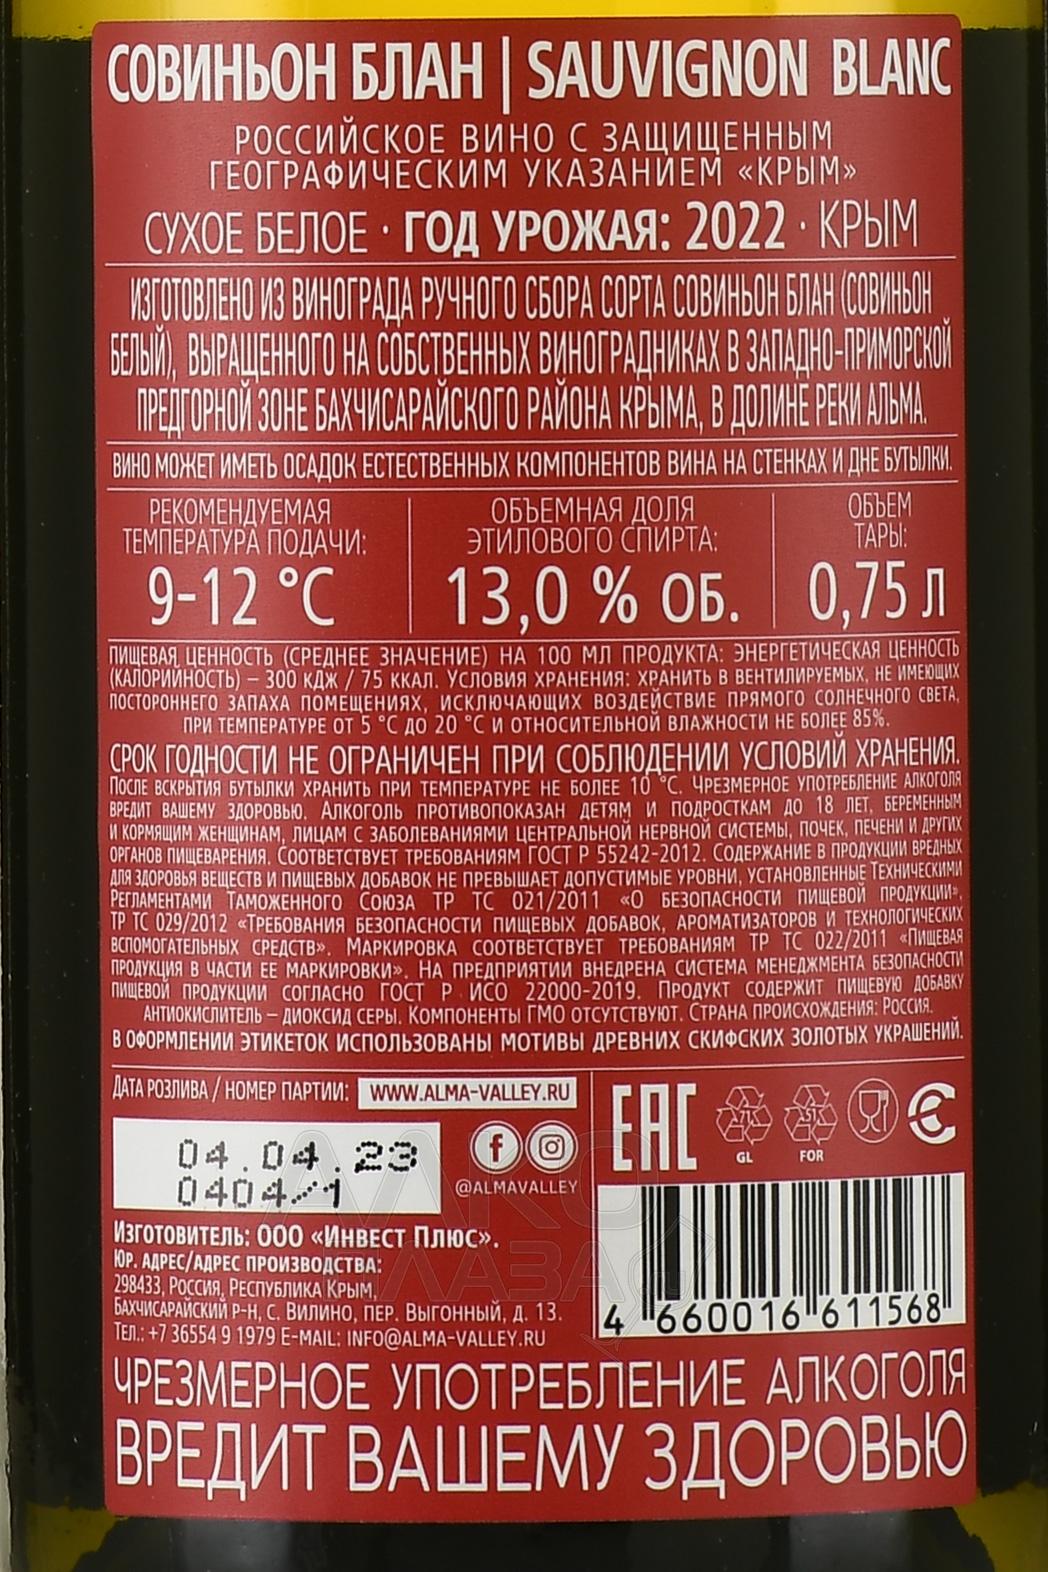 СОВИНЬОН БЛАН | SAUVIGNON BLANC
РОССИЙСКОЕ ВИНО С ЗАЩИЩЕННЫМ
ГЕОГРАФИЧЕСКИМ УКАЗАНИЕМ «КРЫМ»
СУХОЕ БЕЛОЕ · ГОД УРОЖАЯ: 2022 · КРЫМ
ИЗГОТОВЛЕНО ИЗ ВИНОГРАДА РУЧНОГО СБОРА СОРТА СОВИНЬОН БЛАН (СОВИНЬОН
БЕЛЫЙ), ВЫРАЩЕННОГО НА СОБСТВЕННЫХ ВИНОГРАДНИКАХ В ЗАПАДНО-ПРИМОРСКОЙ
ПРЕДГОРНОЙ ЗОНЕ БАХЧИСАРАЙСКОГО РАЙОНА КРЫМА, В ДОЛИНЕ РЕКИ АЛЬМА.
ВИНО МОЖЕТ ИМЕТЬ ОСАДОК ЕСТЕСТВЕННЫХ КОМПОНЕНТОВ ВИНА НА СТЕНКАХ И ДНЕ БУТЫЛКИ.
РЕКОМЕНДУЕМАЯ
ТЕМПЕРАТУРА ПОДАЧИ:
9-12 °C
ОБЪЕМНАЯ ДОЛЯ
ЭТИЛОВОГО СПИРТА:
13,0 % ОБ.
ОБЪЕМ
ТАРЫ:
0,75 Л
ПИЩЕВАЯ ЦЕННОСТЬ (СРЕДНЕЕ ЗНАЧЕНИЕ) НА 100 МЛ ПРОДУКТА: ЭНЕРГЕТИЧЕСКАЯ ЦЕННОСТЬ
(КАЛОРИЙНОСТЬ) – 300 КДЖ / 75 ККАЛ. УСЛОВИЯ ХРАНЕНИЯ: ХРАНИТЬ В ВЕНТИЛИРУЕМЫХ, НЕ ИМЕЮЩИХ
ПОСТОРОННЕГО ЗАПАХА ПОМЕЩЕНИЯХ, ИСКЛЮЧАЮЩИХ ВОЗДЕЙСТВИЕ ПРЯМОГО СОЛНЕЧНОГО СВЕТА,
ПРИ ТЕМПЕРАТУРЕ ОТ 5 °C ДО 20 °C И ОТНОСИТЕЛЬНОЙ ВЛАЖНОСТИ НЕ БОЛЕЕ 85%.
СРОК ГОДНОСТИ НЕ ОГРАНИЧЕН ПРИ СОБЛЮДЕНИИ УСЛОВИЙ ХРАНЕНИЯ.
ПОСЛЕ ВСКРЫТИЯ БУТЫЛКИ ХРАНИТЬ ПРИ ТЕМПЕРАТУРЕ НЕ БОЛЕЕ 10 °C. ЧРЕЗМЕРНОЕ УПОТРЕБЛЕНИЕ АЛКОГОЛЯ
ВРЕДИТ ВАШЕМУ ЗДОРОВЬЮ. АЛКОГОЛЬ ПРОТИВОПОКАЗАН ДЕТЯМ И ПОДРОСТКАМ ДО 18 ЛЕТ, БЕРЕМЕННЫМ
И КОРМЯЩИМ ЖЕНЩИНАМ, ЛИЦАМ С ЗАБОЛЕВАНИЯМИ ЦЕНТРАЛЬНОЙ НЕРВНОЙ СИСТЕМЫ, ПОЧЕК, ПЕЧЕНИ И ДРУГИХ
ОРГАНОВ ПИЩЕВАРЕНИЯ. СООТВЕТСТВУЕТ ТРЕБОВАНИЯМ ГОСТ Р 55242-2012. СОДЕРЖАНИЕ В ПРОДУКЦИИ ВРЕДНЫХ
ДЛЯ ЗДОРОВЬЯ ВЕЩЕСТВ И ПИЩЕВЫХ ДОБАВОК НЕ ПРЕВЫШАЕТ ДОПУСТИМЫЕ УРОВНИ, УСТАНОВЛЕННЫЕ ТЕХНИЧЕСКИМИ
РЕГЛАМЕНТАМИ ТАМОЖЕННОГО СОЮЗА ТР ТС 021/2011 «О БЕЗОПАСНОСТИ ПИЩЕВОЙ ПРОДУКЦИИ»,
ТР ТС 029/2012 «ТРЕБОВАНИЯ БЕЗОПАСНОСТИ ПИЩЕВЫХ ДОБАВОК, АРОМАТИЗАТОРОВ И ТЕХНОЛОГИЧЕСКИХ
ВСПОМОГАТЕЛЬНЫХ СРЕДСТВ». МАРКИРОВКА СООТВЕТСТВУЕТ ТРЕБОВАНИЯМ ТР ТС 022/2011 «ПИЩЕВАЯ
ПРОДУКЦИЯ В ЧАСТИ ЕЕ МАРКИРОВКИ». НА ПРЕДПРИЯТИИ ВНЕДРЕНА СИСТЕМА МЕНЕДЖМЕНТА БЕЗОПАСНОСТИ
ПИЩЕВОЙ ПРОДУКЦИИ СОГЛАСНО ГОСТ Р ИСО 22000-2019. ПРОДУКТ СОДЕРЖИТ ПИЩЕВУЮ ДОБАВКУ
АНТИОКИСЛИТЕЛЬ – ДИОКСИД СЕРЫ. КОМПОНЕНТЫ ГМО ОТСУТСТВУЮТ. СТРАНА ПРОИСХОЖДЕНИЯ: РОССИЯ.
В ОФОРМЛЕНИИ ЭТИКЕТОК ИСПОЛЬЗОВАНЫ МОТИВЫ ДРЕВНИХ СКИФСКИХ ЗОЛОТЫХ УКРАШЕНИЙ.
ДАТА РОЗЛИВА / НОМЕР ПАРТИИ:
WWW.ALMA-VALLEY.RU
04.04.23
0404/1
@ALMAVALLEY
EAC
71
GL
51
FOR
ИЗГОТОВИТЕЛЬ: ООО «ИНВЕСТ ПЛЮС».
ЮР. АДРЕС/АДРЕС ПРОИЗВОДСТВА:
298433, РОССИЯ, РЕСПУБЛИКА КРЫМ,
БАХЧИСАРАЙСКИЙ Р-Н, С. ВИЛИНО, ПЕР. ВЫГОННЫЙ, Д. 13.
ТЕЛ.: +7 36554 9 1979 E-MAIL: INFO@ALMA-VALLEY.RU
4 660016 611568
АЛКО
ПЛАЗА
ЧРЕЗМЕРНОЕ УПОТРЕБЛЕНИЕ АЛКОГОЛЯ
ВРЕДИТ ВАШЕМУ ЗДОРОВЬЮ